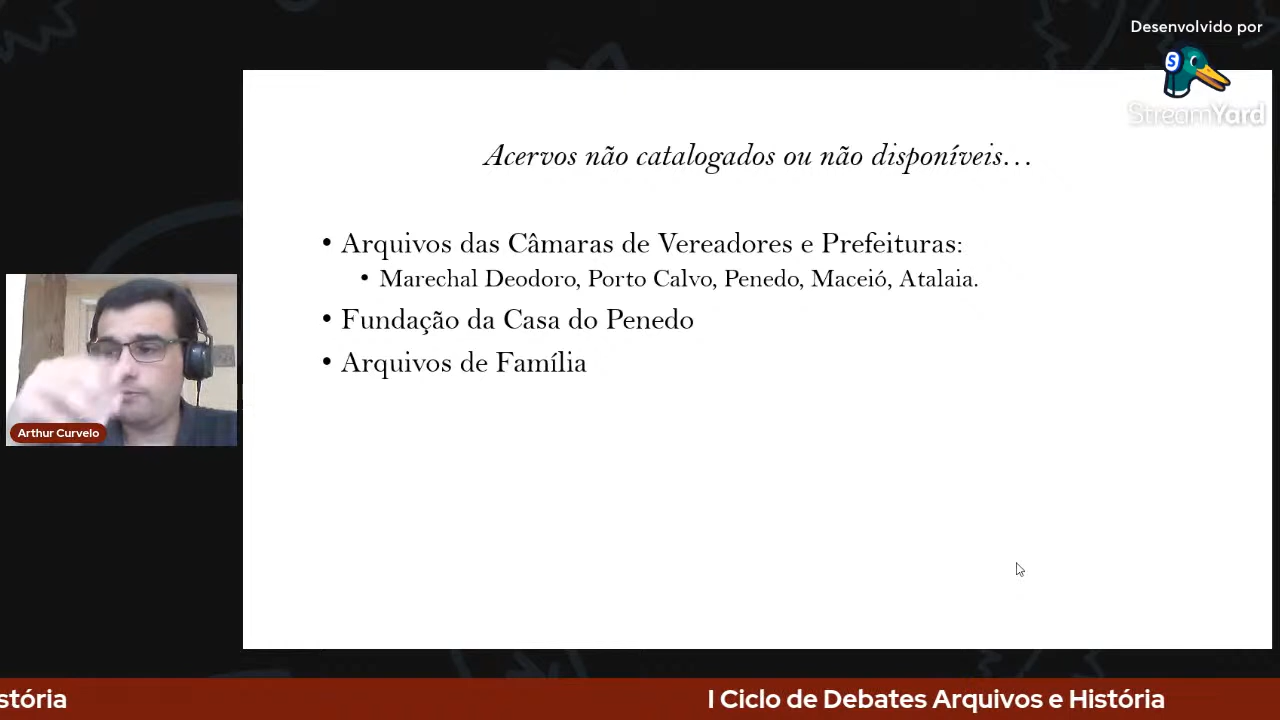 Desenvolvido por
StreamYard
Acervos não catalogados ou não disponíveis…
• Arquivos das Câmaras de Vereadores e Prefeituras:
• Marechal Deodoro, Porto Calvo, Penedo, Maceió, Atalaia.
• Fundação da Casa do Penedo
• Arquivos de Família
Arthur Curvelo
stória
I Ciclo de Debates Arquivos e História